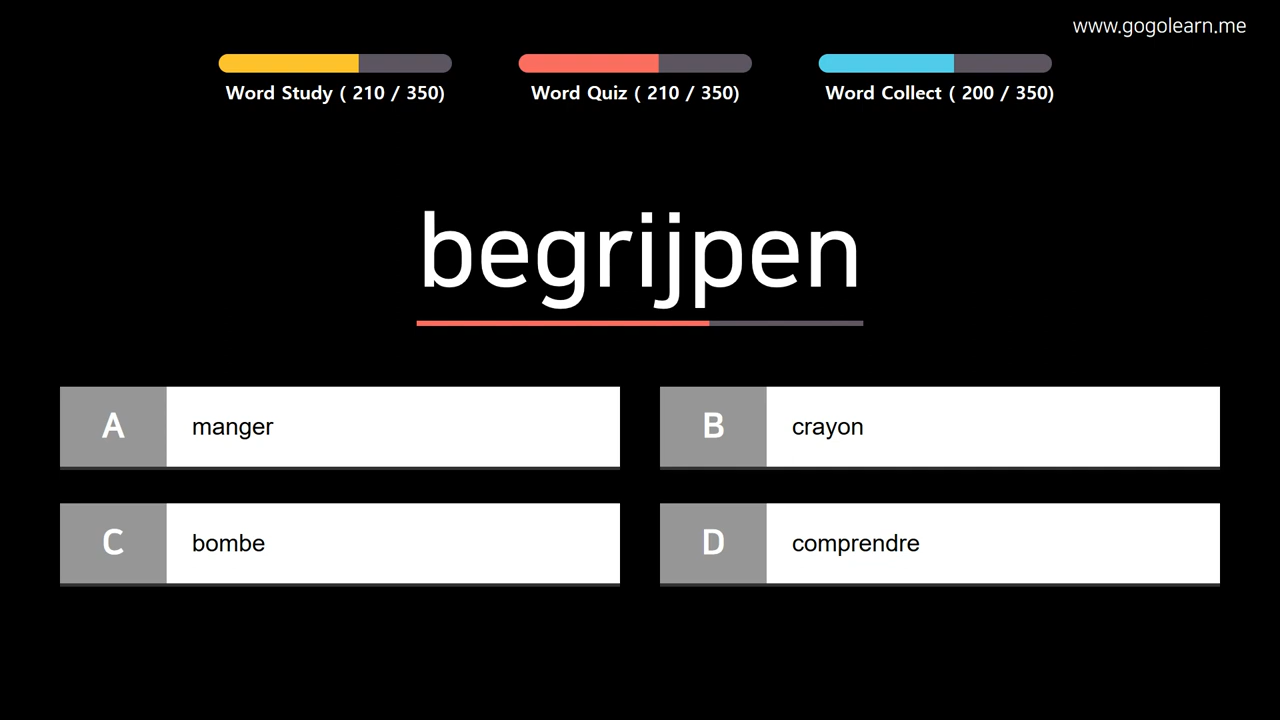 www.gogolearn.me
Word Study ( 210 / 350)
Word Quiz ( 210 / 350)
Word Collect ( 200 / 350)
begrijpen
A manger
B crayon
C bombe
D comprendre